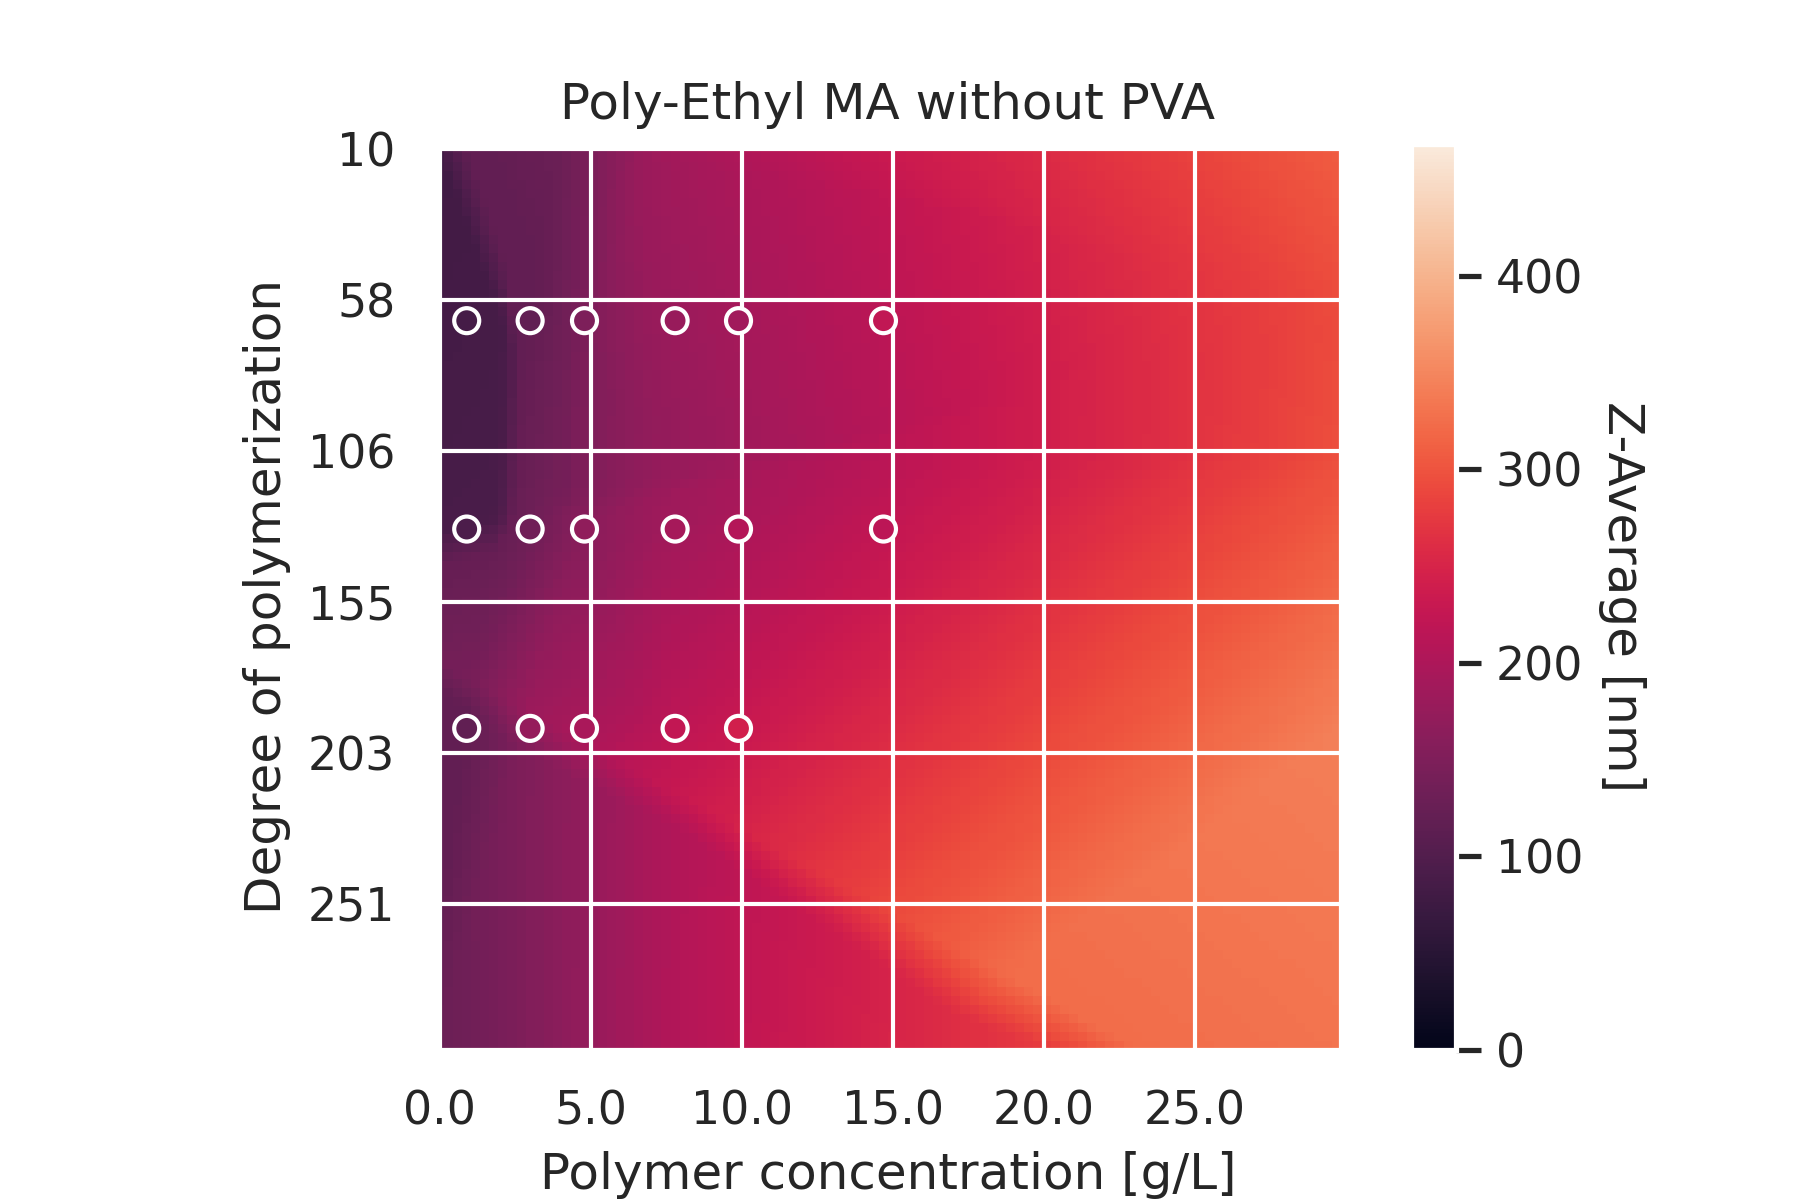 Poly-Ethyl MA without PVA
10
58
106
155
203
251
Degree of polymerization
0.0 5.0 10.0 15.0 20.0 25.0
Polymer concentration [g/L]
400
300
200
100
0
Z-Average [nm]